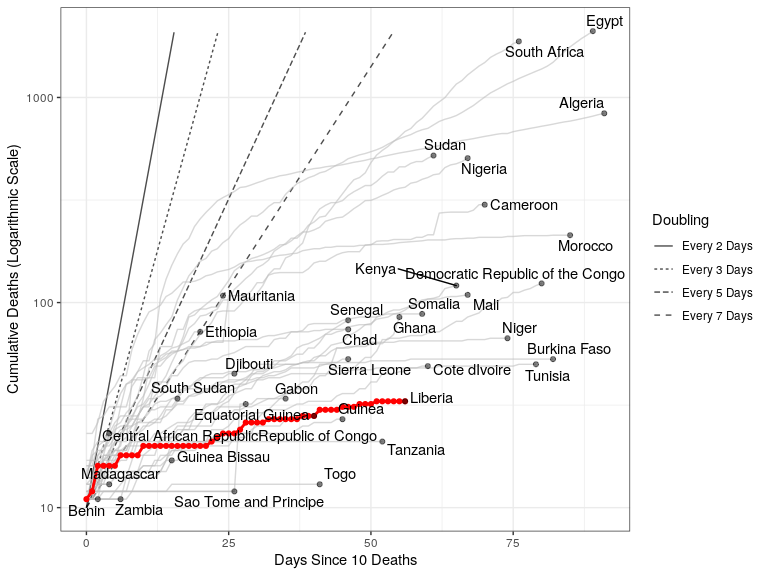 Egypt
South Africa
1000
Algeria
Sudan
Nigeria
Cameroon
Morocco
Kenya
Democratic Republic of the Congo
100
Mauritania
Somalia
Mali
Senegal
Ghana
Ethiopia
Chad
Niger
Burkina Faso
Djibouti
Sierra Leone
Cote dIvoire
Tunisia
South Sudan
Gabon
Liberia
Equatorial Guinea
Guinea
Central African Republic
Republic of Congo
Tanzania
Guinea Bissau
Madagascar
Togo
Sao Tome and Principe
10
Benin
Zambia
0
25
50
75
Days Since 10 Deaths
Cumulative Deaths (Logarithmic Scale)
Doubling
Every 2 Days
Every 3 Days
Every 5 Days
Every 7 Days